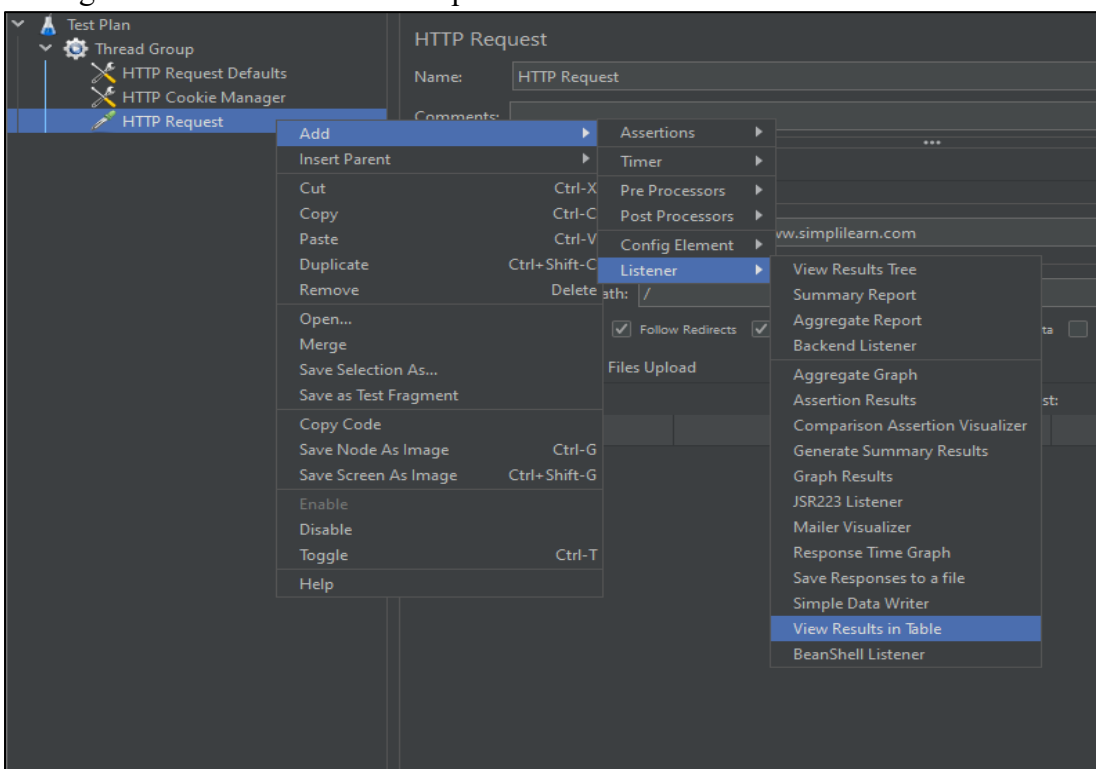 Test Plan
Thread Group
HTTP Request Defaults
HTTP Cookie Manager
HTTP Request
HTTP Request
Name: HTTP Request
Comments:
Add
Insert Parent
Cut Ctrl-X
Copy Ctrl-C
Paste Ctrl-V
Duplicate Ctrl+Shift-C
Remove Delete
Open...
Merge
Save Selection As...
Save as Test Fragment
Copy Code
Save Node As Image Ctrl-G
Save Screen As Image Ctrl+Shift-G
Enable
Disable
Toggle Ctrl-T
Help
Assertions
Timer
Pre Processors
Post Processors
Config Element
Listener
ww.simplilearn.com
ath: /
Follow Redirects
ta
Files Upload
st:
View Results Tree
Summary Report
Aggregate Report
Backend Listener
Aggregate Graph
Assertion Results
Comparison Assertion Visualizer
Generate Summary Results
Graph Results
JSR223 Listener
Mailer Visualizer
Response Time Graph
Save Responses to a file
Simple Data Writer
View Results in Table
BeanShell Listener